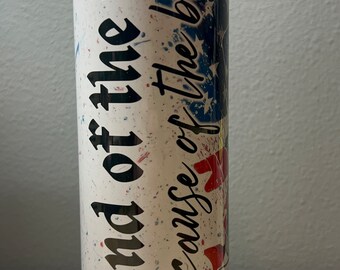 nd of the
cause of the b